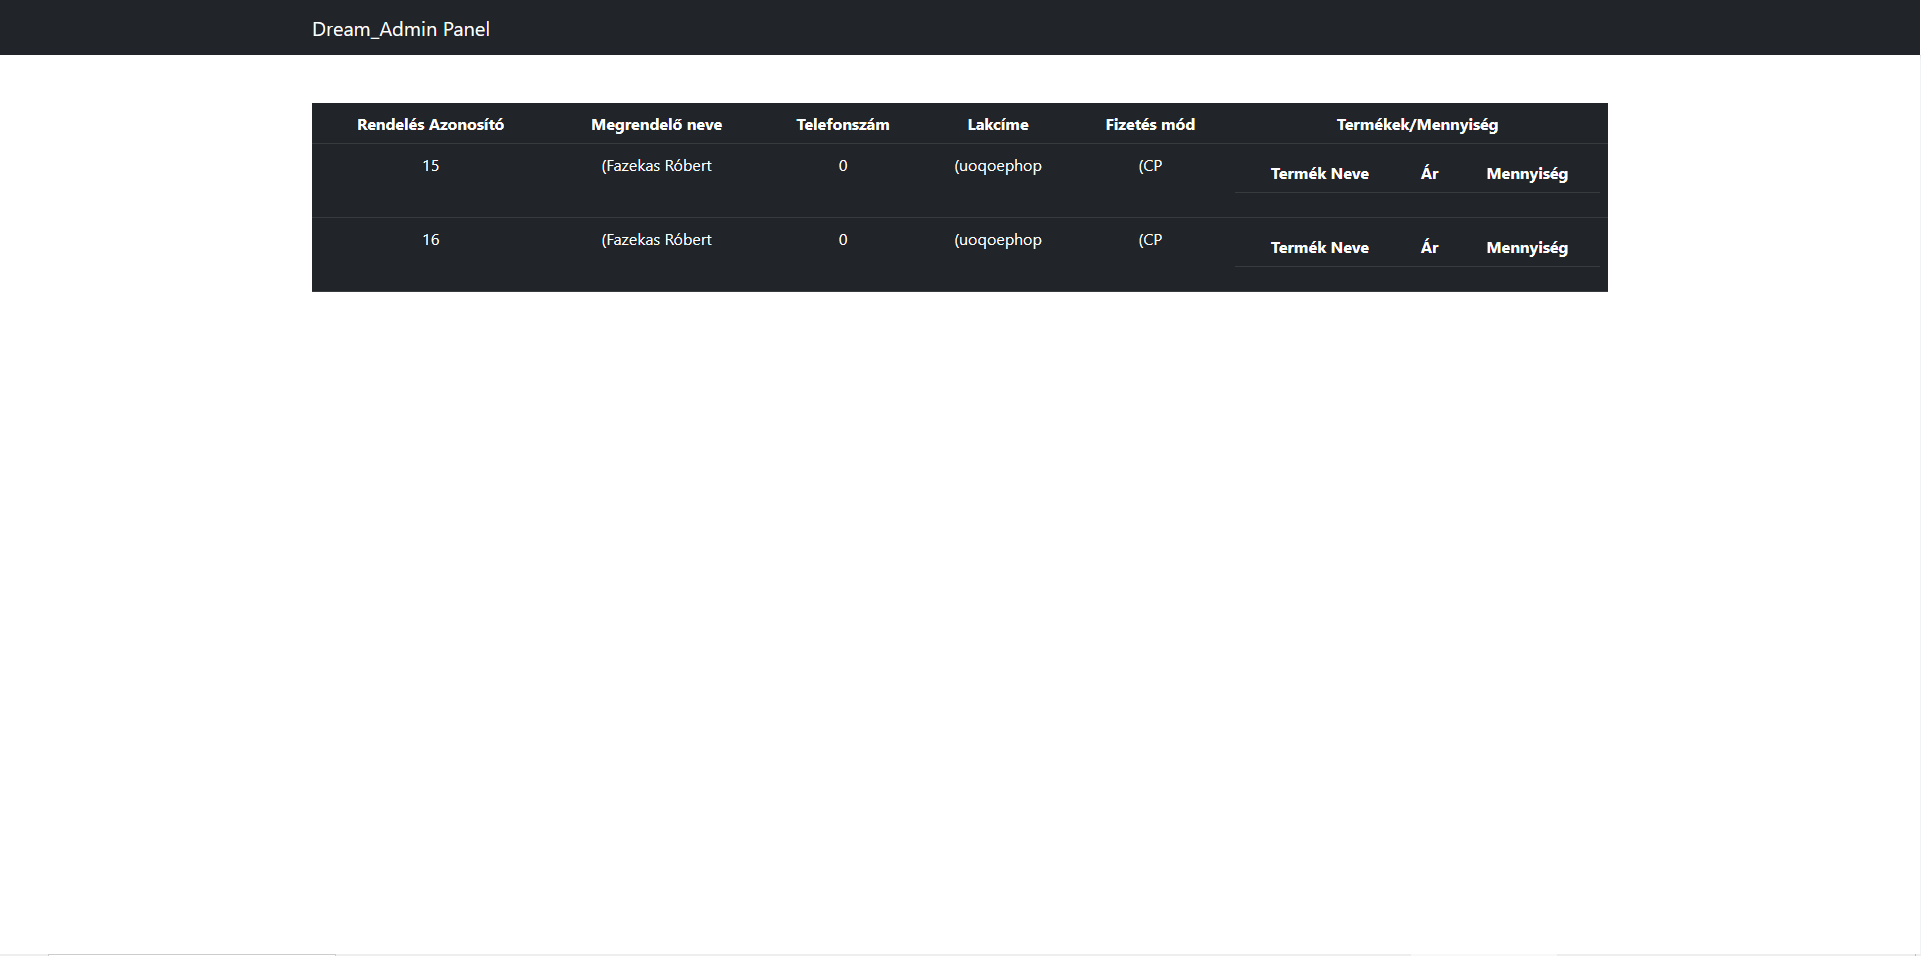 Dream_Admin Panel
Rendelés Azonosító Megrendelő neve Telefonszám Lakcíme Fizetés mód Termékek/Mennyiség
15 (Fazekas Róbert 0 (uoqoephop (CP Termék Neve Ár Mennyiség
16 (Fazekas Róbert 0 (uoqoephop (CP Termék Neve Ár Mennyiség